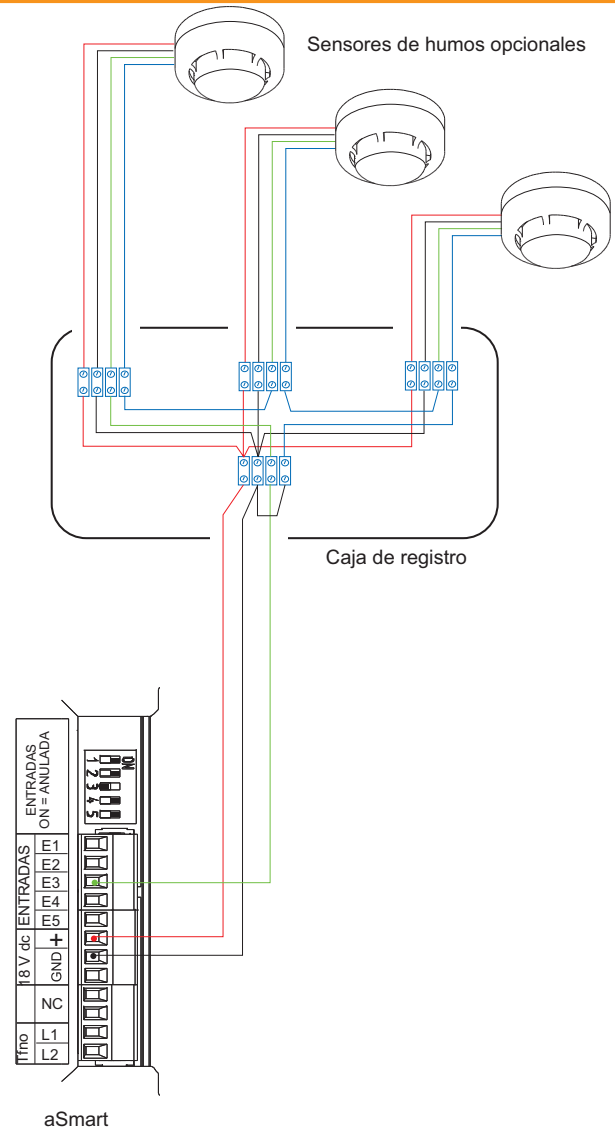 Sensores de humos opcionales
Caja de registro
ENTRADAS
ON = ANULADA
ON
1
2
3
4
5
ENTRADAS
E1
E2
E3
E4
E5
18 V dc
+
GND
NC
Tfno
L1
L2
aSmart